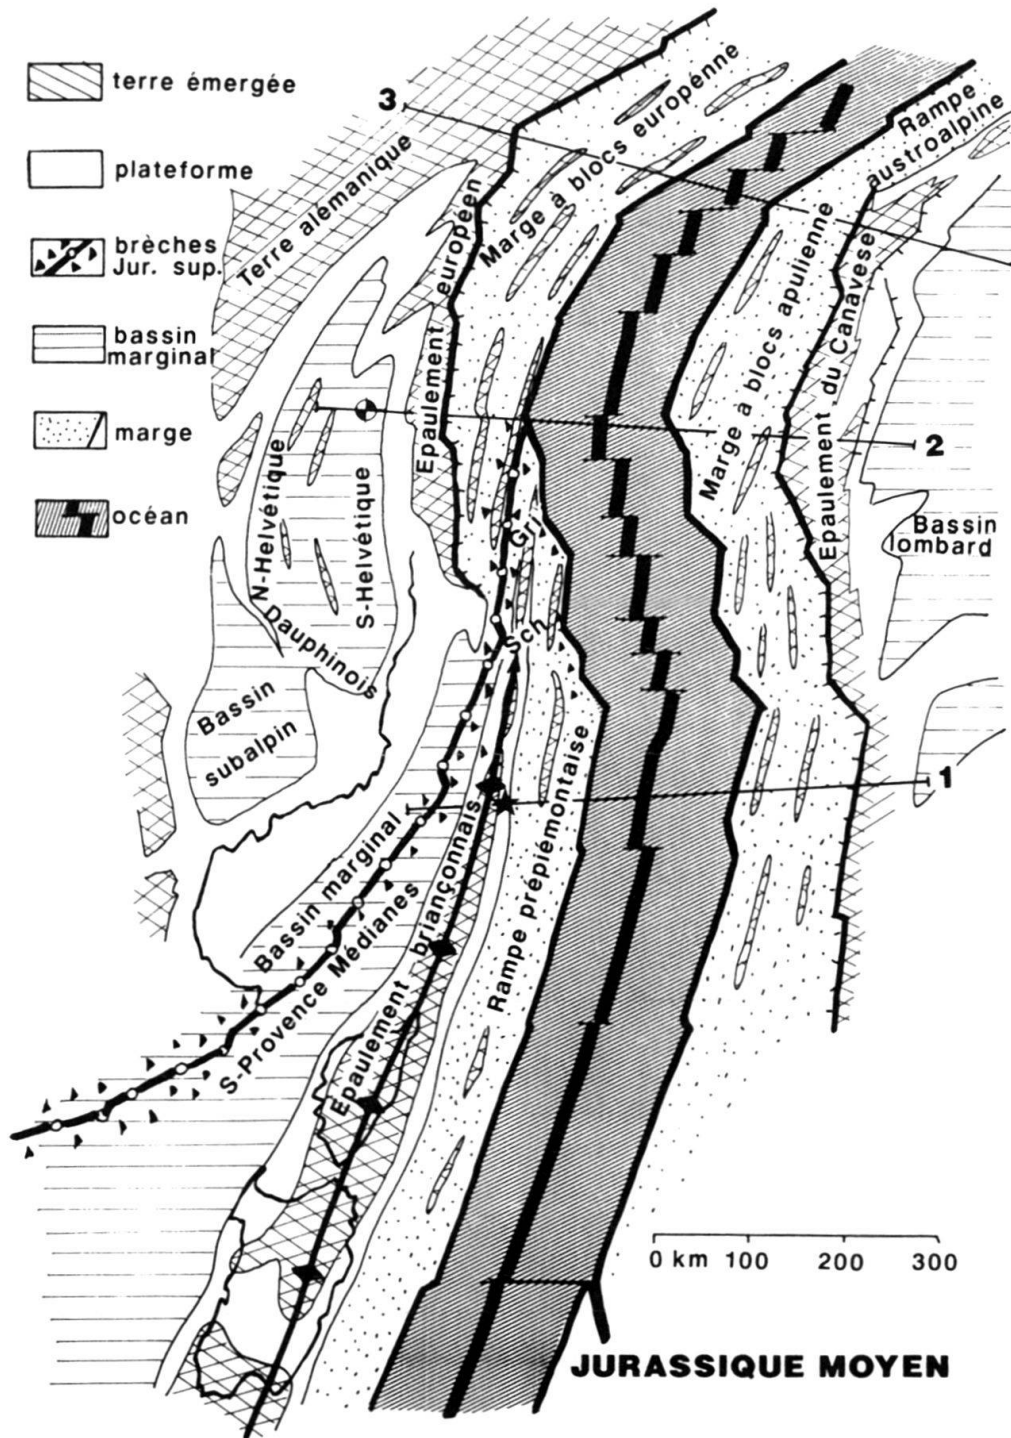 terre émergée
plateforme
brèches
Jur. sup.
bassin
marginal
marge
océan
3
Terre alémanique
Epaulement européen
Marge à blocs européenne
Rampe
austroalpine
Marge à blocs apulienne
Epaulement du Canavese
2
N-Helvétique
S-Helvétique
Dauphinois
Gri
Sch
Bassin
lombard
Bassin
subalpin
1
Bassin marginal
S-Provence Médianes
Epaulement briançonnais
Rampe prépiémontaise
0 km 100 200 300
JURASSIQUE MOYEN